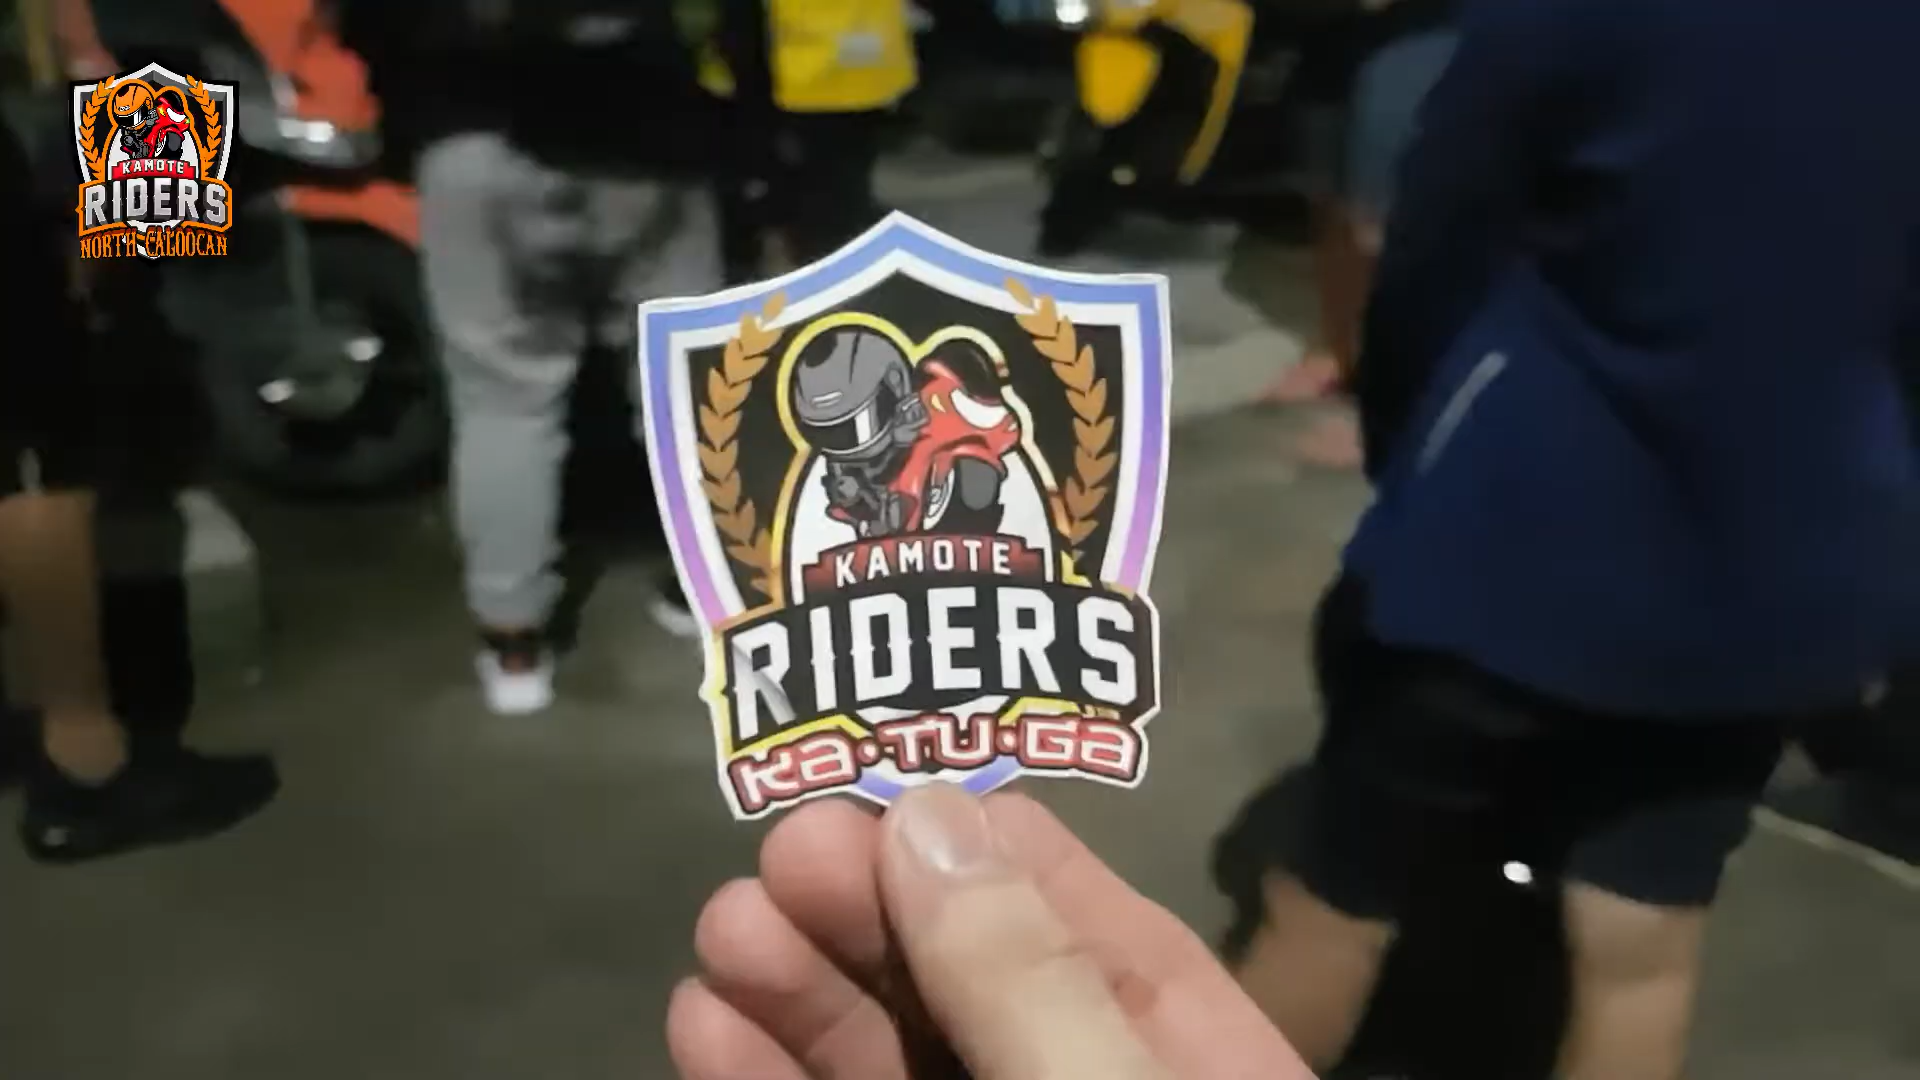 KAMOTE
RIDERS
NORTH CALOOCAN
KAMOTE
RIDERS
Ka·Tu·Ga